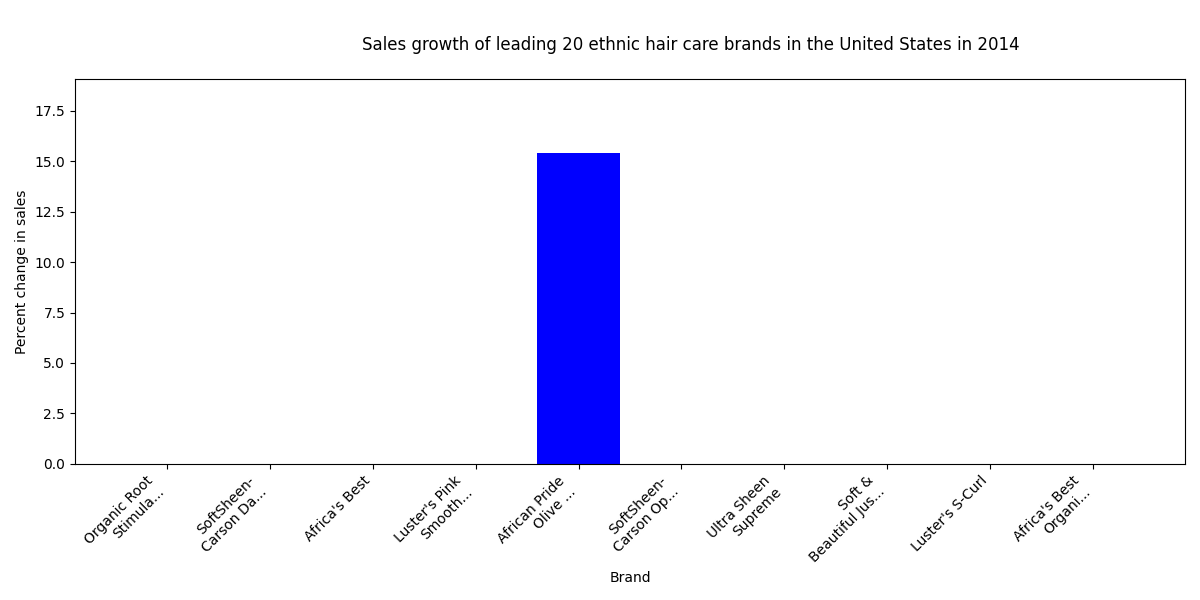 Sales growth of leading 20 ethnic hair care brands in the United States in 2014
Percent change in sales
17.5
15.0
12.5
10.0
7.5
5.0
2.5
0.0
Organic Root
Stimula...
SoftSheen-
Carson Da...
Africa's Best
Luster's Pink
Smooth...
African Pride
Olive ...
SoftSheen-
Carson Op...
Ultra Sheen
Supreme
Soft &
Beautiful Jus...
Luster's S-Curl
Africa's Best
Organi...
Brand